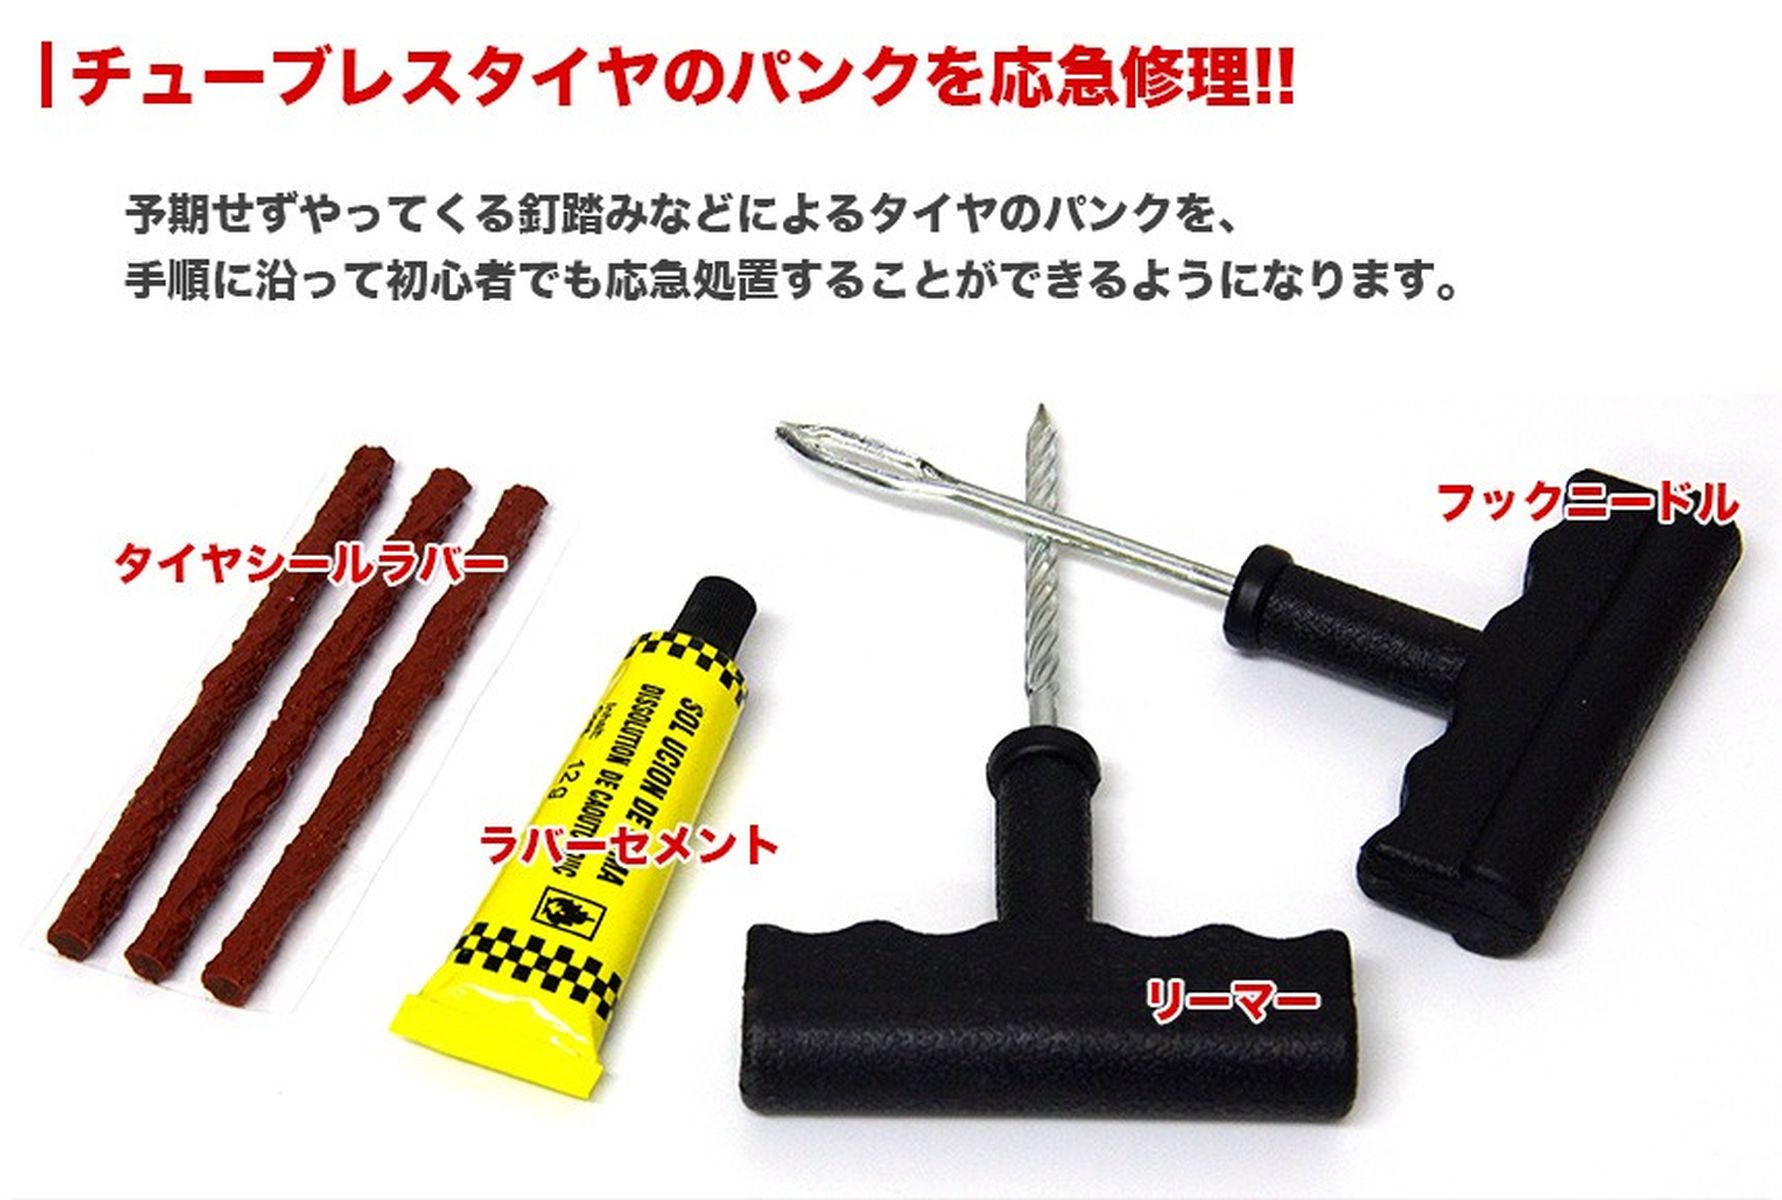 チューブレスタイヤのパンクを応急修理!!
予期せずやってくる釘踏みなどによるタイヤのパンクを、
手順に沿って初心者でも応急処置することができるようになります。
フックニードル
タイヤシールラバー
SOLUCION DE
DISSOLUTION DE
12g
ラバーセメント
リーマー